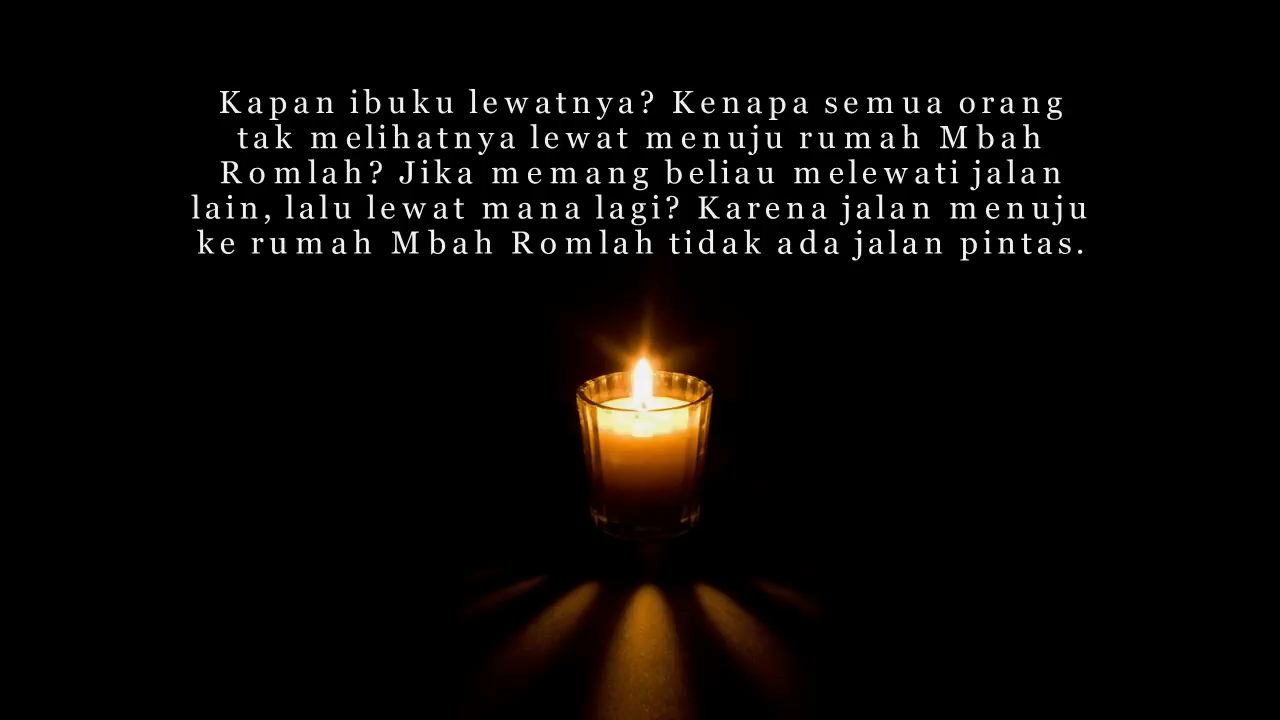 Kapan ibuku lewatnya? Kenapa semua orang
tak melihatnya lewat menuju rumah Mbah
Romlah? Jika memang beliau melewati jalan
lain, lalu lewat mana lagi? Karena jalan menuju
ke rumah Mbah Romlah tidak ada jalan pintas.